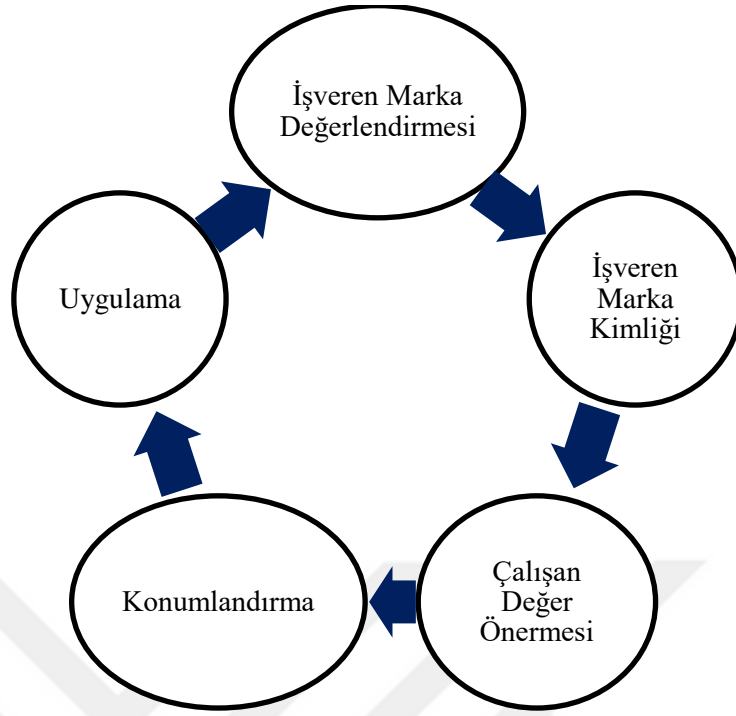 İşveren Marka
Değerlendirmesi
İşveren
Marka
Kimliği
Çalışan
Değer
Önermesi
Konumlandırma
Uygulama